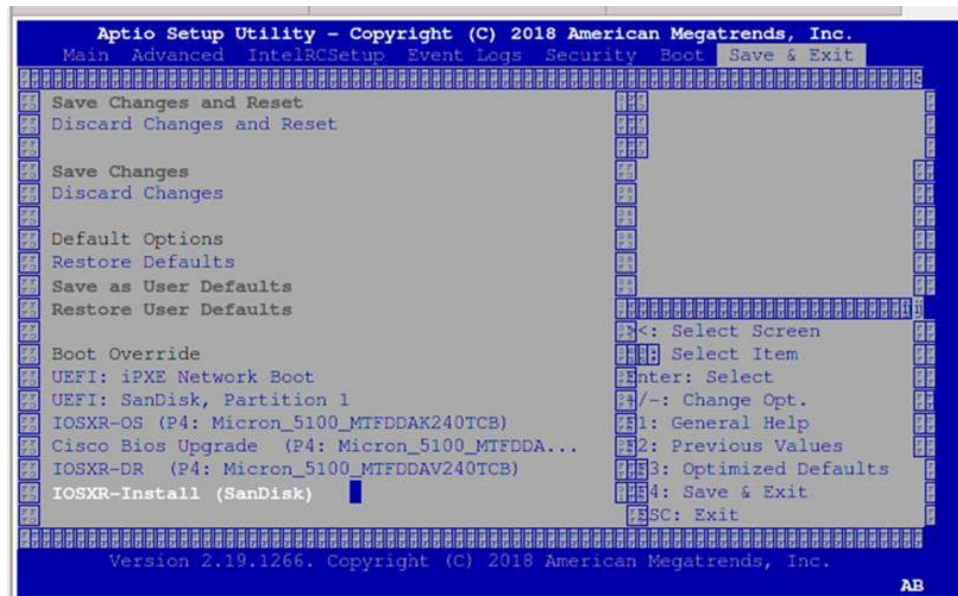 Aptio Setup Utility - Copyright (C) 2018 American Megatrends, Inc.
Main Advanced IntelRCSetup Event Logs Security Boot Save & Exit
Save Changes and Reset
Discard Changes and Reset
Save Changes
Discard Changes
Default Options
Restore Defaults
Save as User Defaults
Restore User Defaults
Boot Override
UEFI: iPXE Network Boot
UEFI: SanDisk, Partition 1
IOSXR-OS (P4: Micron_5100_MTFDDAK240TCB)
Cisco Bios Upgrade (P4: Micron_5100_MTFDDA...
IOSXR-DR (P4: Micron_5100_MTFDDAV240TCB)
IOSXR-Install (SanDisk)
><: Select Screen
Select Item
Enter: Select
+/-: Change Opt.
1: General Help
2: Previous Values
3: Optimized Defaults
4: Save & Exit
ESC: Exit
Version 2.19.1266. Copyright (C) 2018 American Megatrends, Inc.
AB